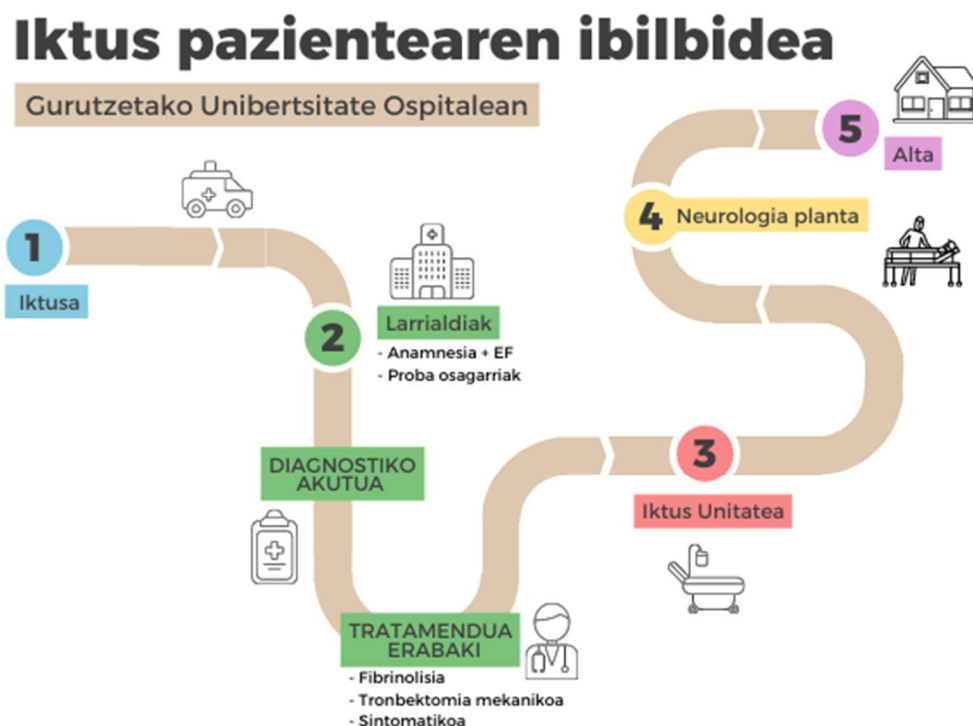 Iktus pazientearen ibilbidea
Gurutzetako Unibertsitate Ospitalean
1
Iktusa
2
Larrialdiak
- Anamnesia + EF
- Proba osagarriak
DIAGNOSTIKO
AKUTUA
TRATAMENDUA
ERABAKI
- Fibrinolisia
- Tronbektomia mekanikoa
- Sintomatikoa
3
Iktus Unitatea
4
Neurologia planta
5
Alta